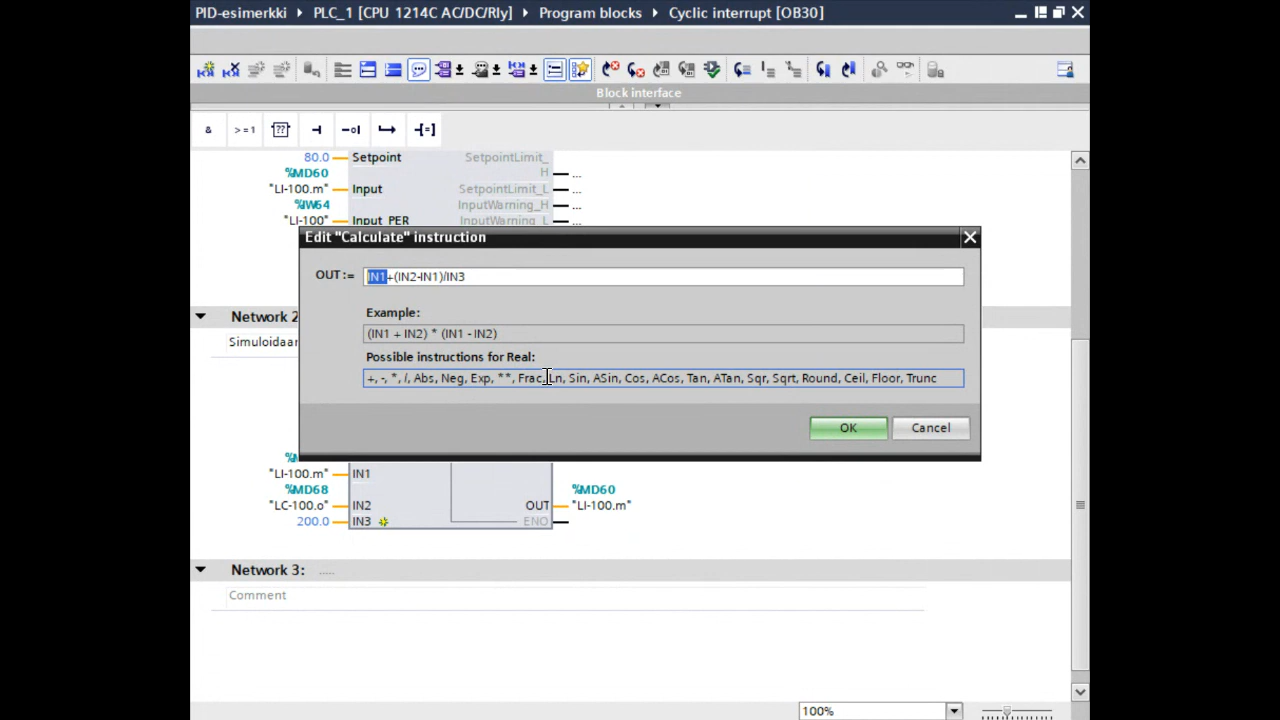 PID-esimerkki ▸ PLC_1 [CPU 1214C AC/DC/Rly] ▸ Program blocks ▸ Cyclic interrupt [OB30]
Block interface
& >=1 ??
80.0 Setpoint SetpointLimit_
%MD60 H ...
"LI-100.m" Input SetpointLimit_L ...
%IW64 InputWarning_H ...
"LI-100" Input_PER InputWarning_L
Edit "Calculate" instruction
OUT := IN1+(IN2-IN1)/IN3
Example:
(IN1 + IN2) * (IN1 - IN2)
Possible instructions for Real:
+, -, *, /, Abs, Neg, Exp, **, Frac, Ln, Sin, ASin, Cos, ACos, Tan, ATan, Sqr, Sqrt, Round, Ceil, Floor, Trunc
OK Cancel
Network 2
Simuloidaan
"LI-100.m" IN1
%MD68 %MD60
"LC-100.o" IN2 OUT "LI-100.m"
200.0 IN3 ENO
Network 3: .....
Comment
100%